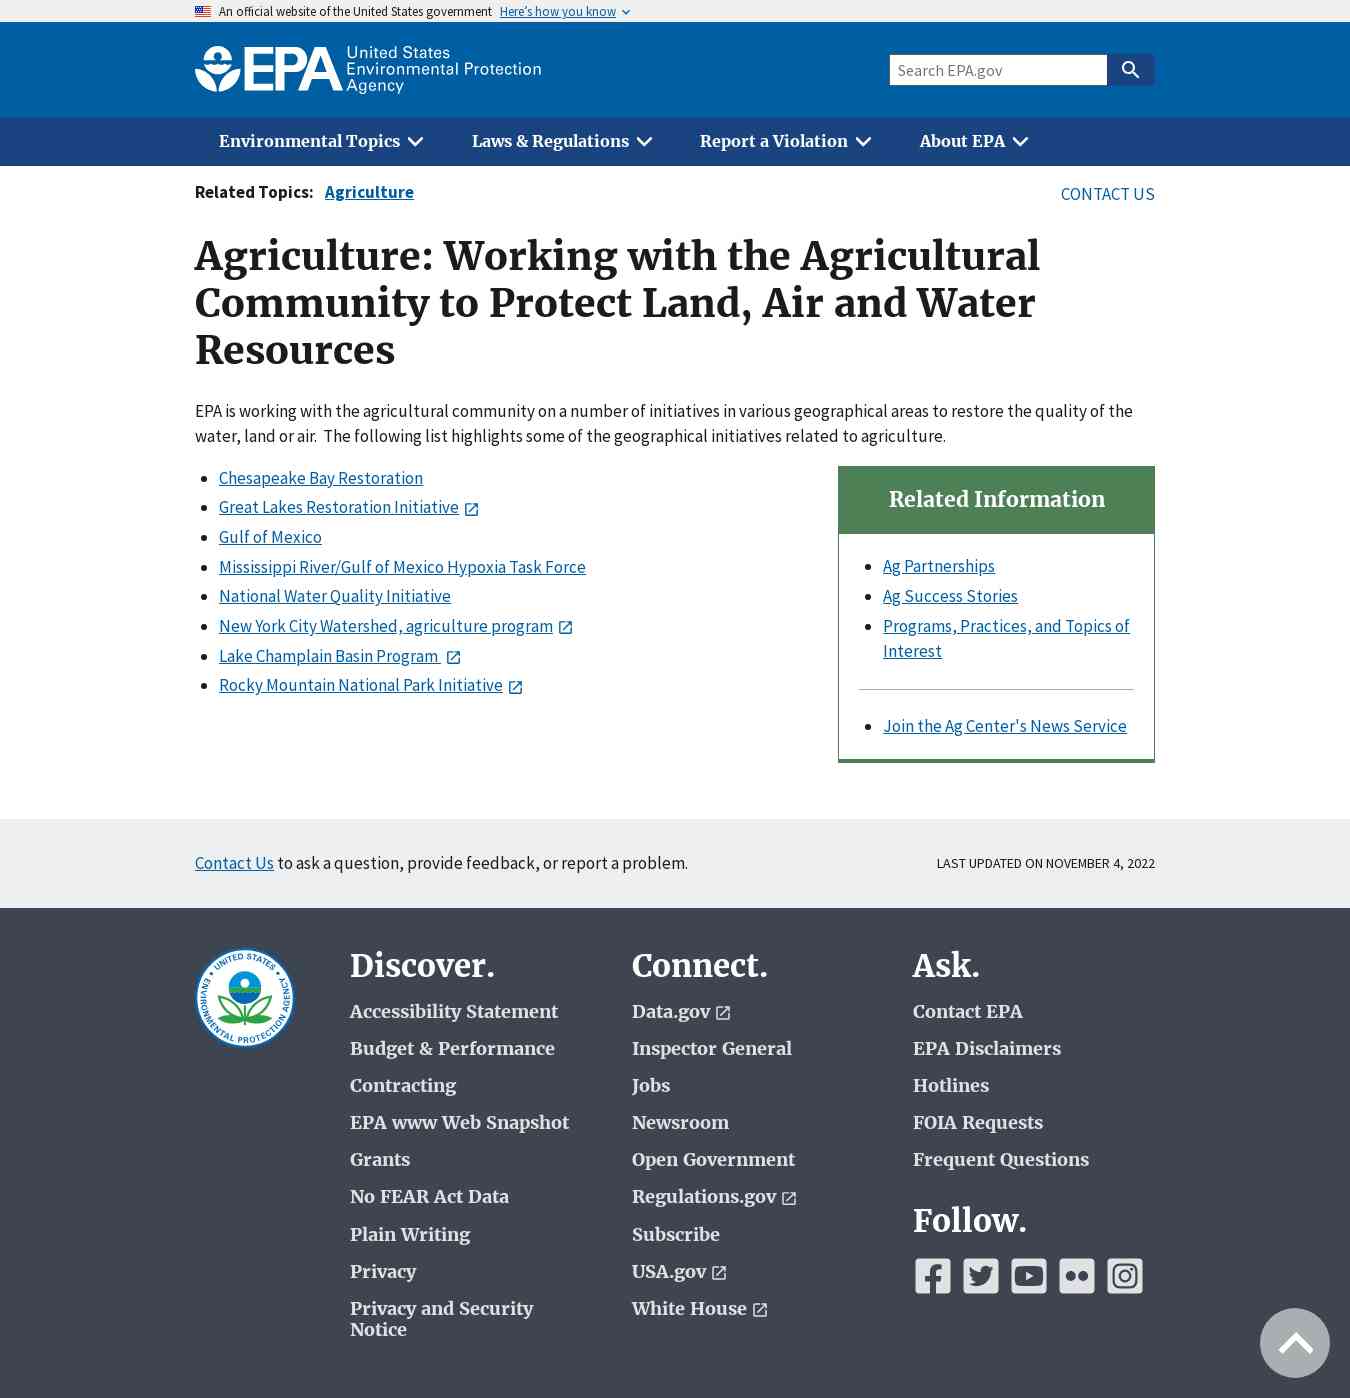 An official website of the United States government Here's how you know
EPA United States
Environmental Protection
Agency
Search EPA.gov
Environmental Topics
Laws & Regulations
Report a Violation
About EPA
Related Topics: Agriculture
CONTACT US
Agriculture: Working with the Agricultural
Community to Protect Land, Air and Water
Resources
EPA is working with the agricultural community on a number of initiatives in various geographical areas to restore the quality of the
water, land or air.  The following list highlights some of the geographical initiatives related to agriculture.
Chesapeake Bay Restoration
Great Lakes Restoration Initiative
Gulf of Mexico
Mississippi River/Gulf of Mexico Hypoxia Task Force
National Water Quality Initiative
New York City Watershed, agriculture program
Lake Champlain Basin Program
Rocky Mountain National Park Initiative
Related Information
Ag Partnerships
Ag Success Stories
Programs, Practices, and Topics of
Interest
Join the Ag Center's News Service
Contact Us to ask a question, provide feedback, or report a problem.
LAST UPDATED ON NOVEMBER 4, 2022
UNITED STATES
ENVIRONMENTAL PROTECTION AGENCY
Discover.
Accessibility Statement
Budget & Performance
Contracting
EPA www Web Snapshot
Grants
No FEAR Act Data
Plain Writing
Privacy
Privacy and Security
Notice
Connect.
Data.gov
Inspector General
Jobs
Newsroom
Open Government
Regulations.gov
Subscribe
USA.gov
White House
Ask.
Contact EPA
EPA Disclaimers
Hotlines
FOIA Requests
Frequent Questions
Follow.